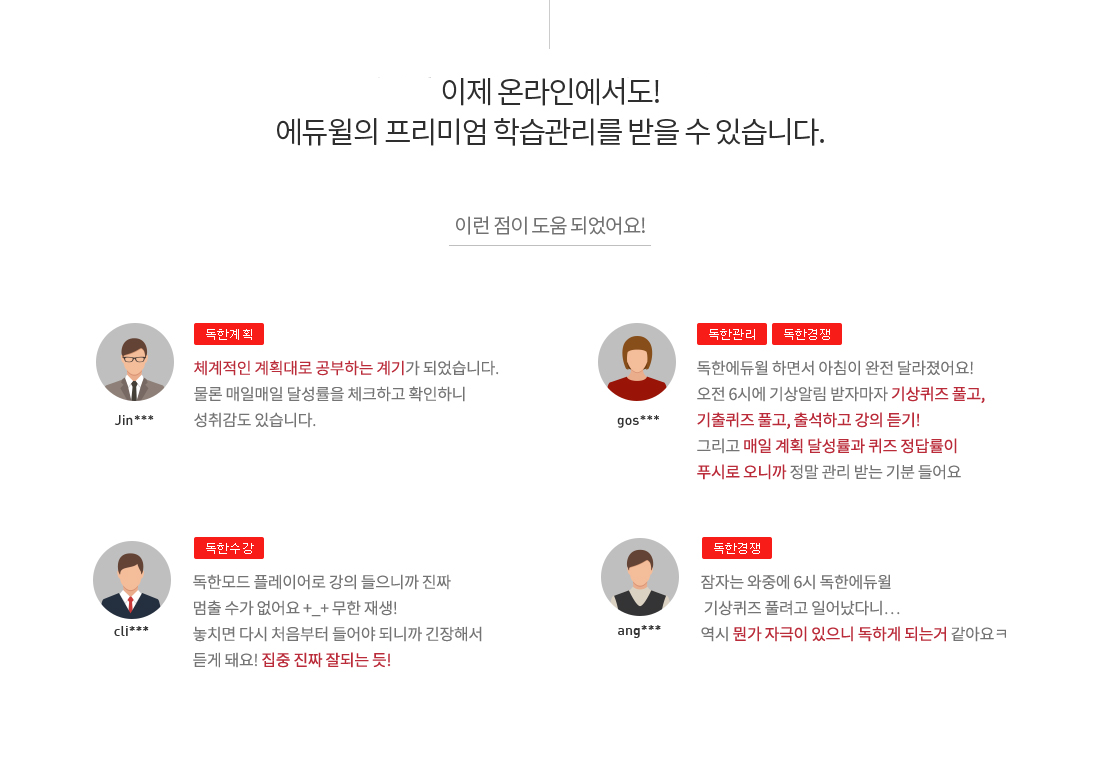 이제 온라인에서도!
에듀윌의 프리미엄 학습관리를 받을 수 있습니다.
이런 점이 도움 되었어요!
독한계획
체계적인 계획대로 공부하는 계기가 되었습니다.
물론 매일매일 달성률을 체크하고 확인하니
성취감도 있습니다.
Jin***
독한관리 독한경쟁
독한에듀윌 하면서 아침이 완전 달라졌어요!
오전 6시에 기상알림 받자마자 기상퀴즈 풀고,
기출퀴즈 풀고, 출석하고 강의 듣기!
그리고 매일 계획 달성률과 퀴즈 정답률이
푸시로 오니까 정말 관리 받는 기분 들어요
gos***
독한수강
독한모드 플레이어로 강의 들으니까 진짜
멈출 수가 없어요 +_+ 무한 재생!
놓치면 다시 처음부터 들어야 되니까 긴장해서
듣게 돼요! 집중 진짜 잘되는 듯!
cli***
독한경쟁
잠자는 와중에 6시 독한에듀윌
기상퀴즈 풀려고 일어났다니...
역시 뭔가 자극이 있으니 독하게 되는거 같아요ㅋ
ang***